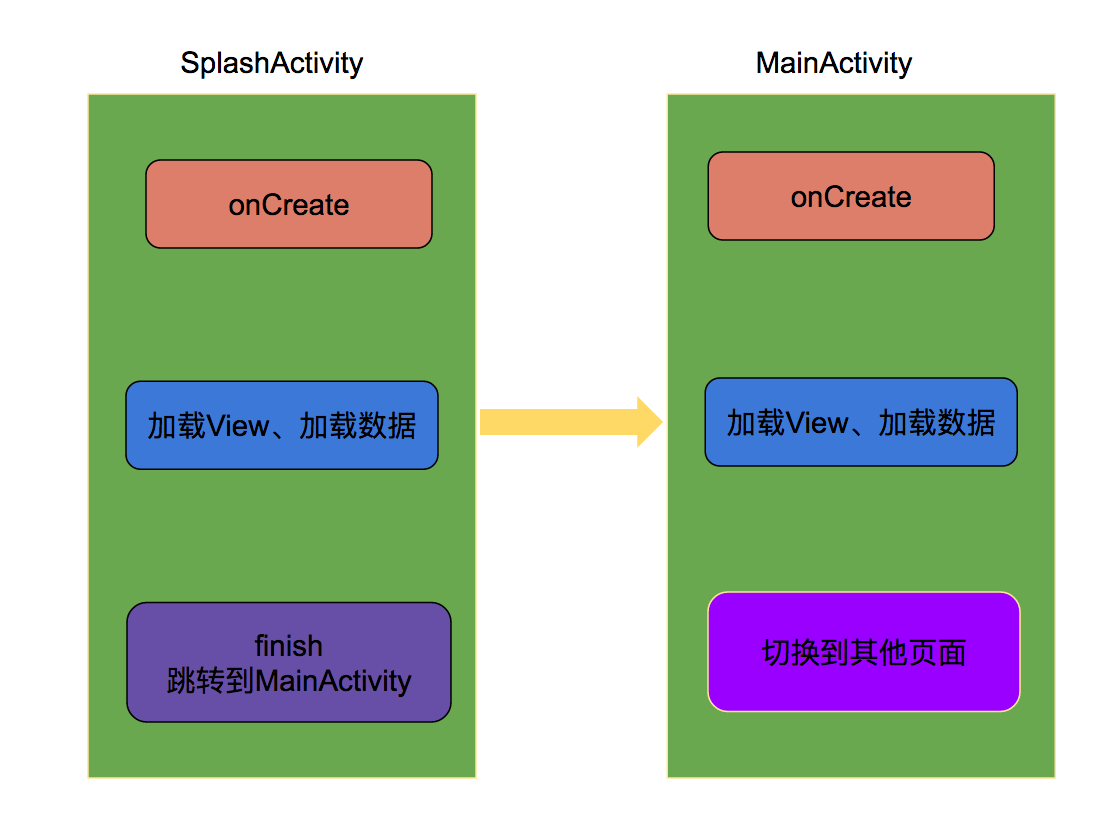 SplashActivity
onCreate
加载View、加载数据
finish
跳转到MainActivity
MainActivity
onCreate
加载View、加载数据
切换到其他页面